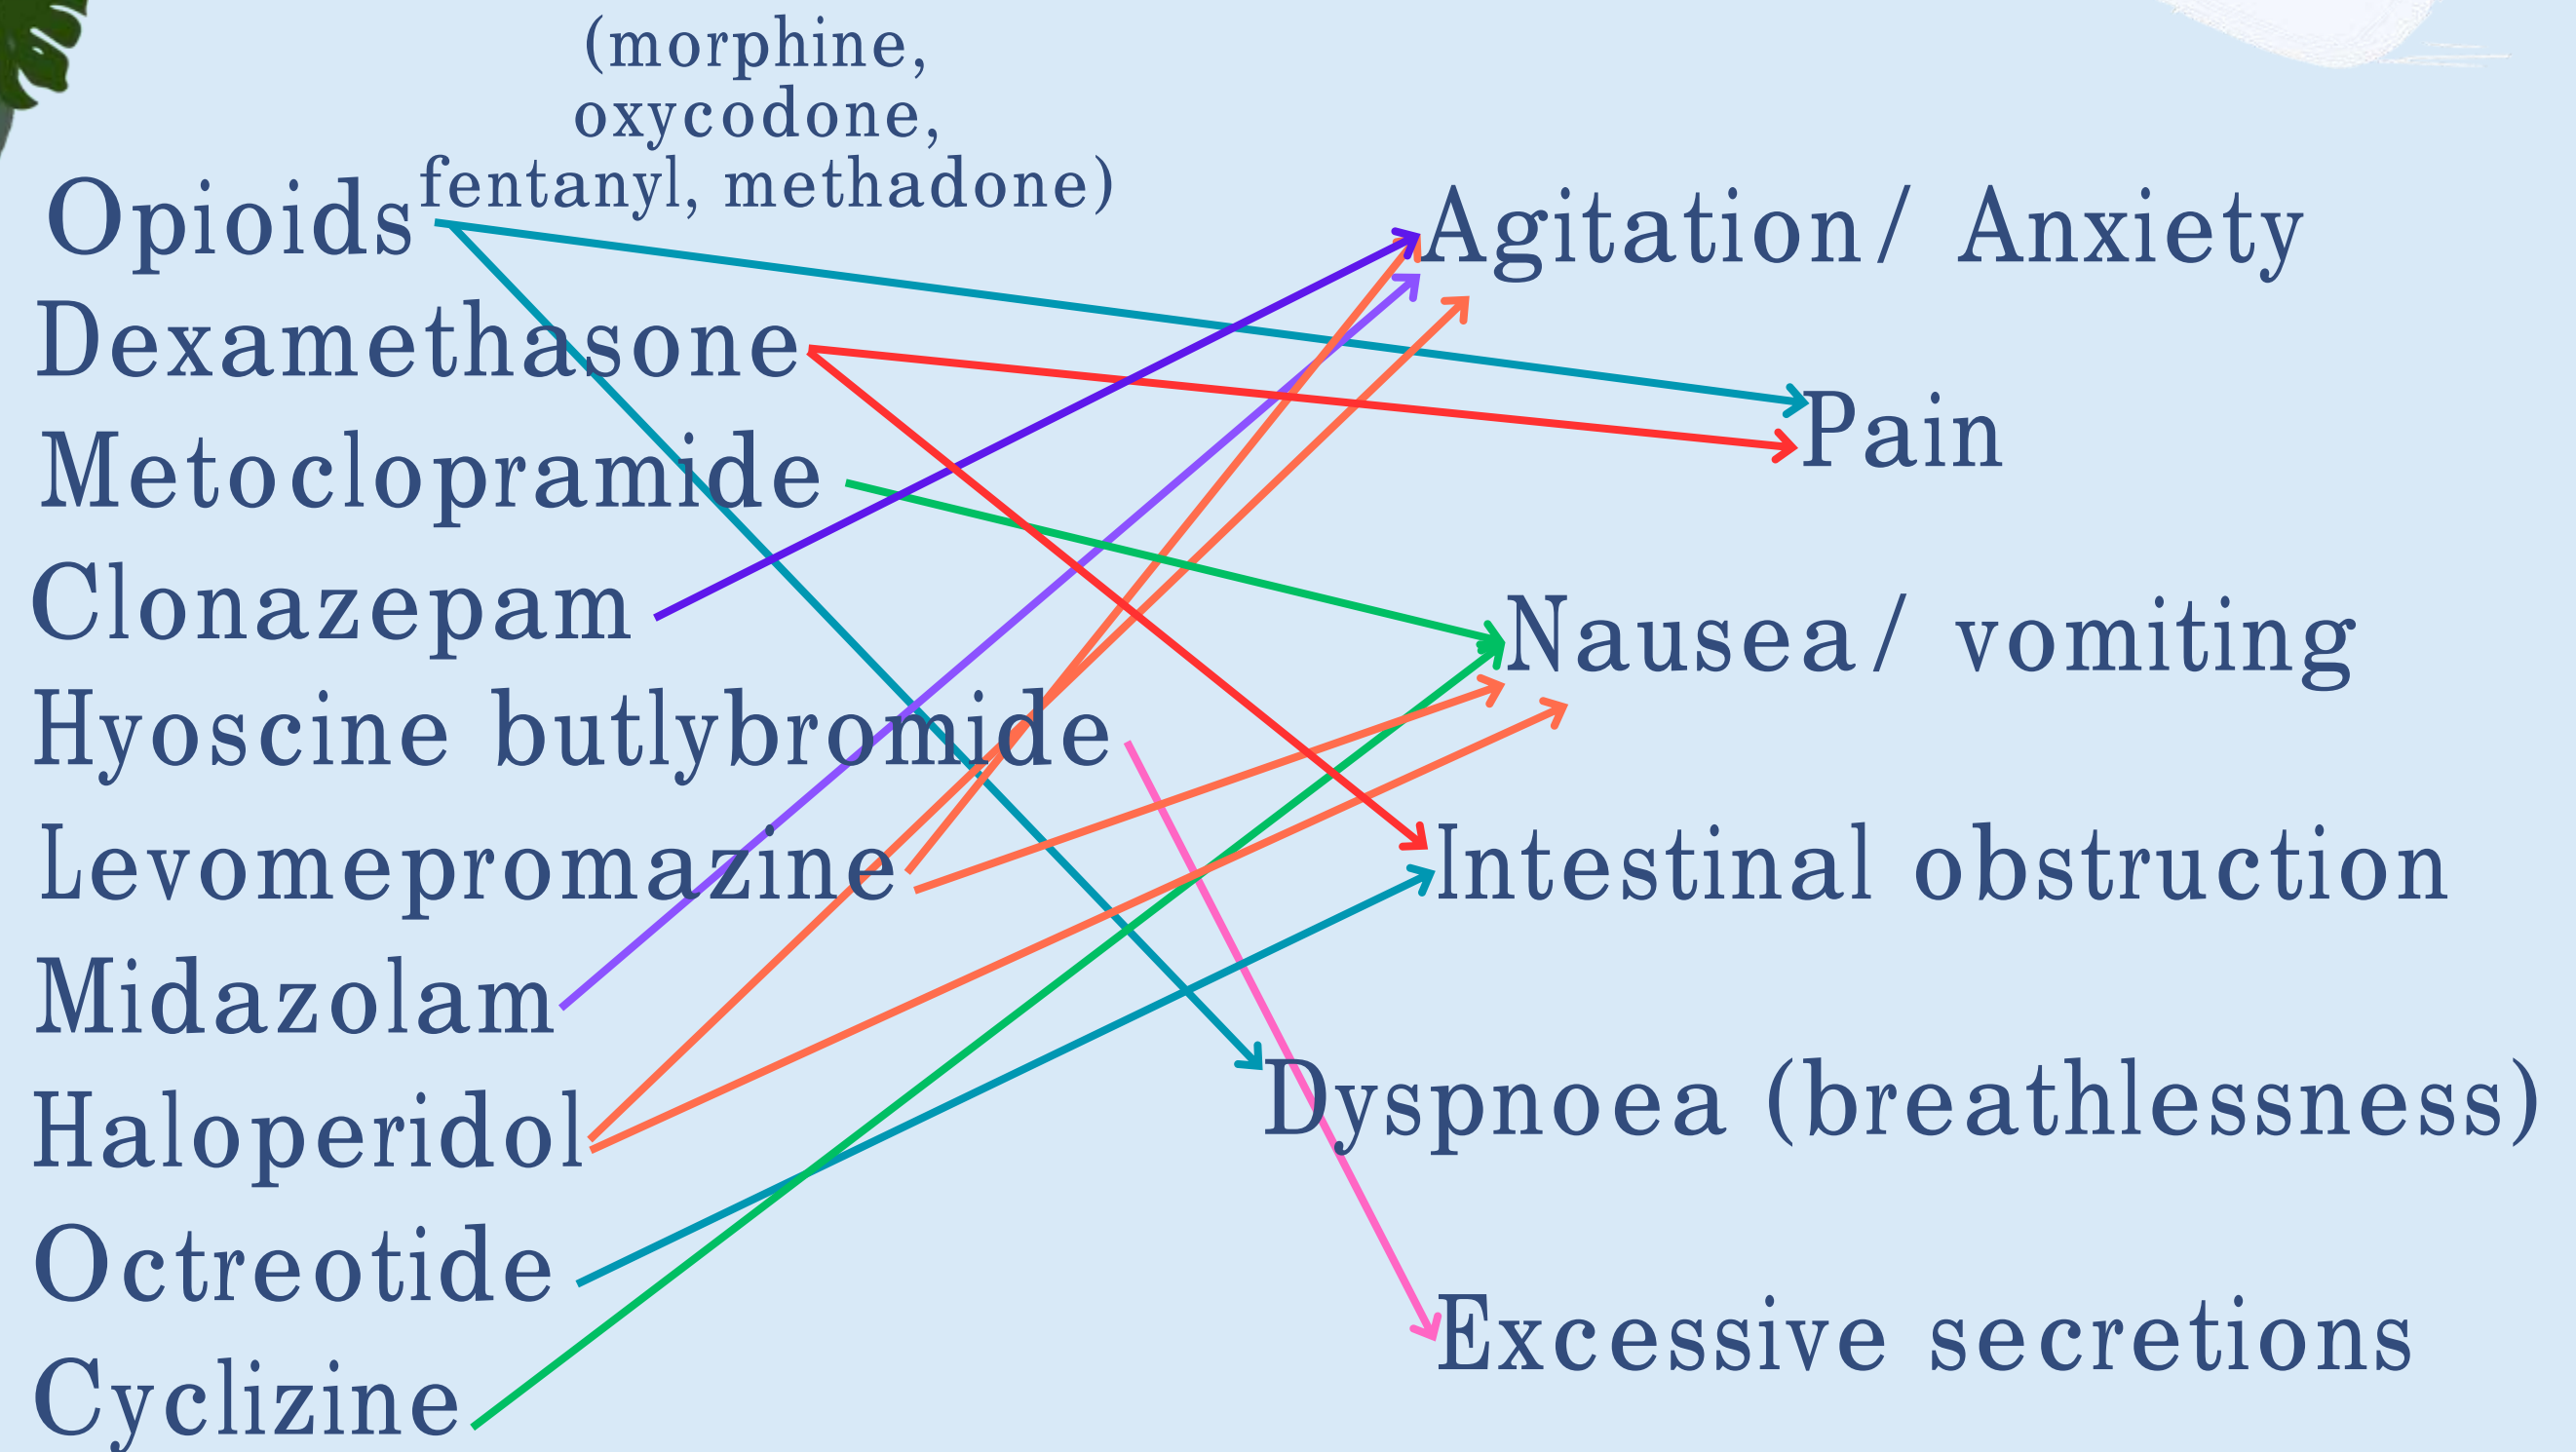 (morphine,
oxycodone,
fentanyl, methadone)
Opioids
Dexamethasone
Metoclopramide
Clonazepam
Hyoscine butlybromide
Levomepromazine
Midazolam
Haloperidol
Octreotide
Cyclizine
Agitation/ Anxiety
Pain
Nausea/ vomiting
Intestinal obstruction
Dyspnoea (breathlessness)
Excessive secretions